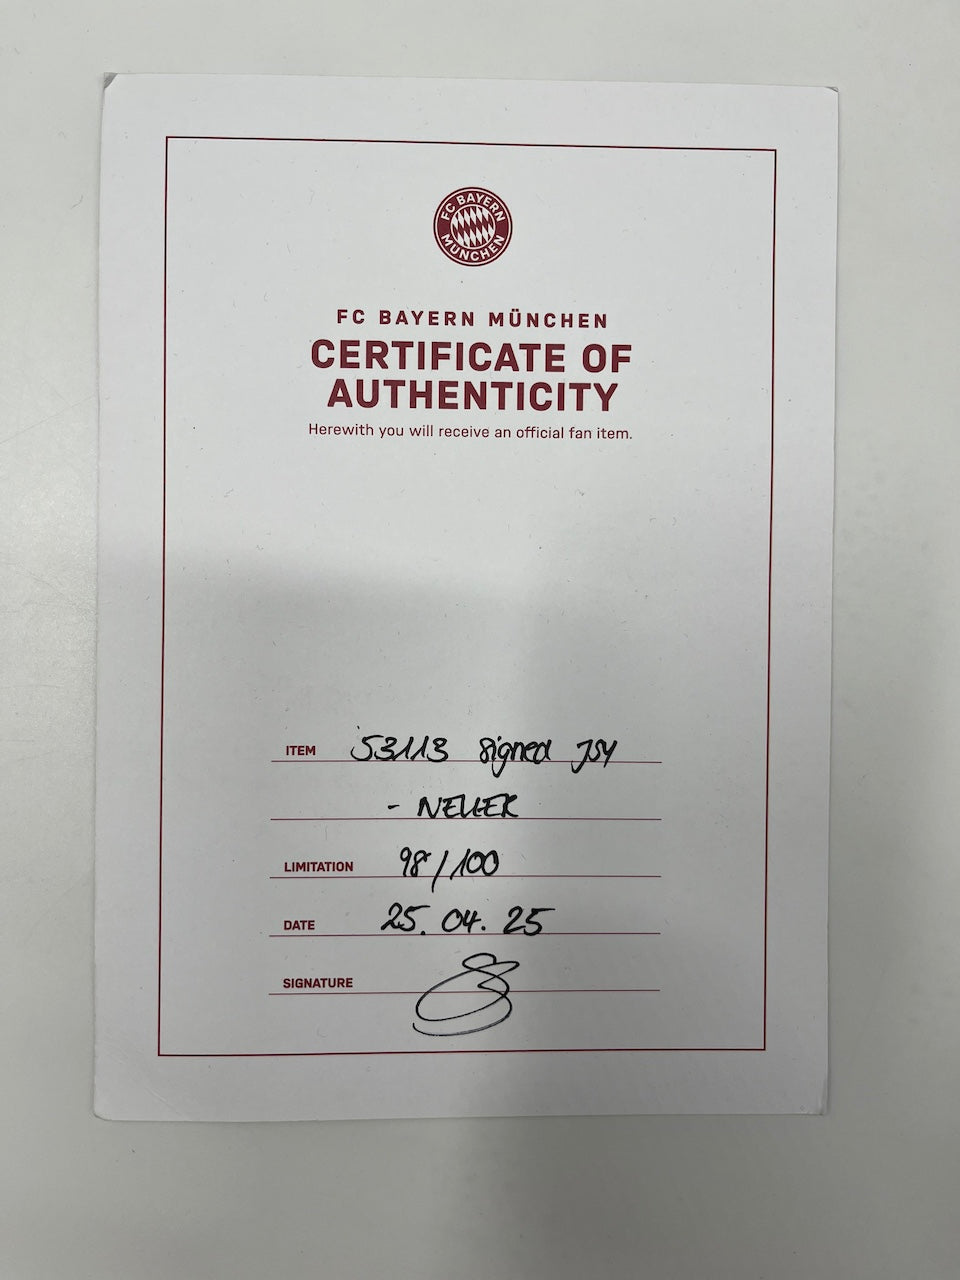 FC BAYERN
MÜNCHEN
FC BAYERN MÜNCHEN
CERTIFICATE OF
AUTHENTICITY
Herewith you will receive an official fan item.
ITEM 53113 signed JSY
- NEUER
LIMITATION 98/100
DATE 25. 04. 25
SIGNATURE